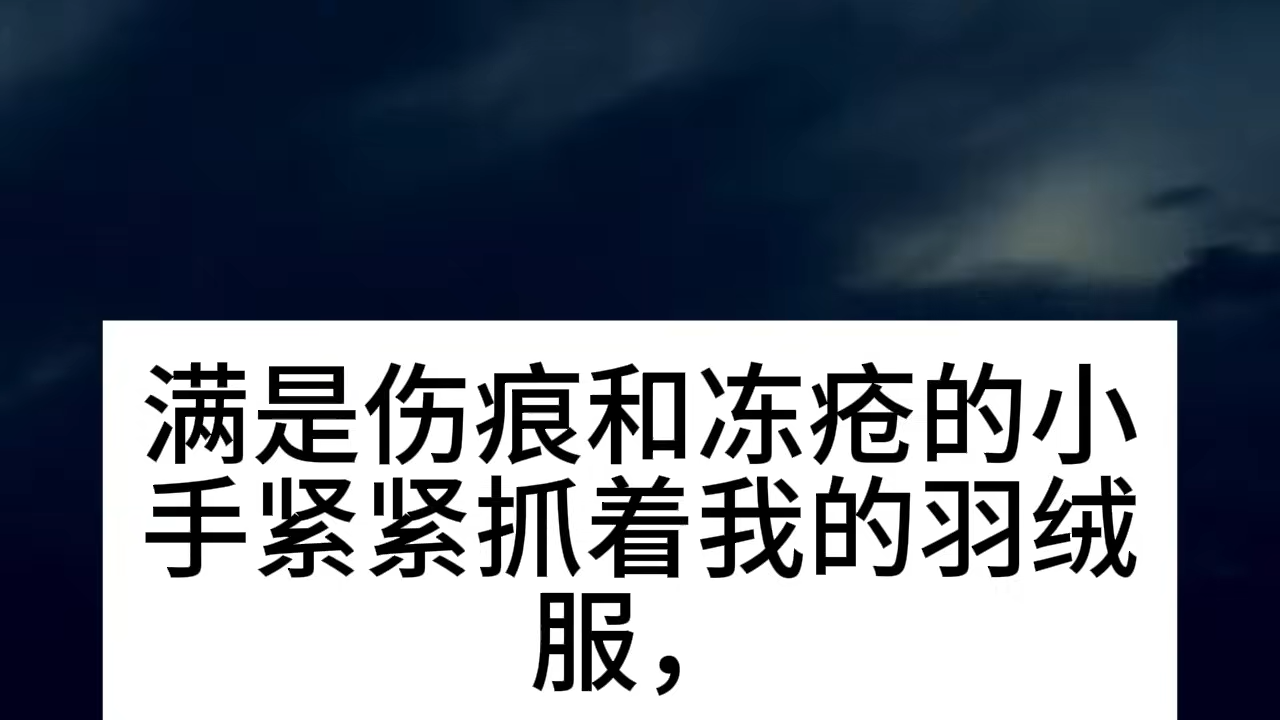 满是伤痕和冻疮的小
手紧紧抓着我的羽绒
服，